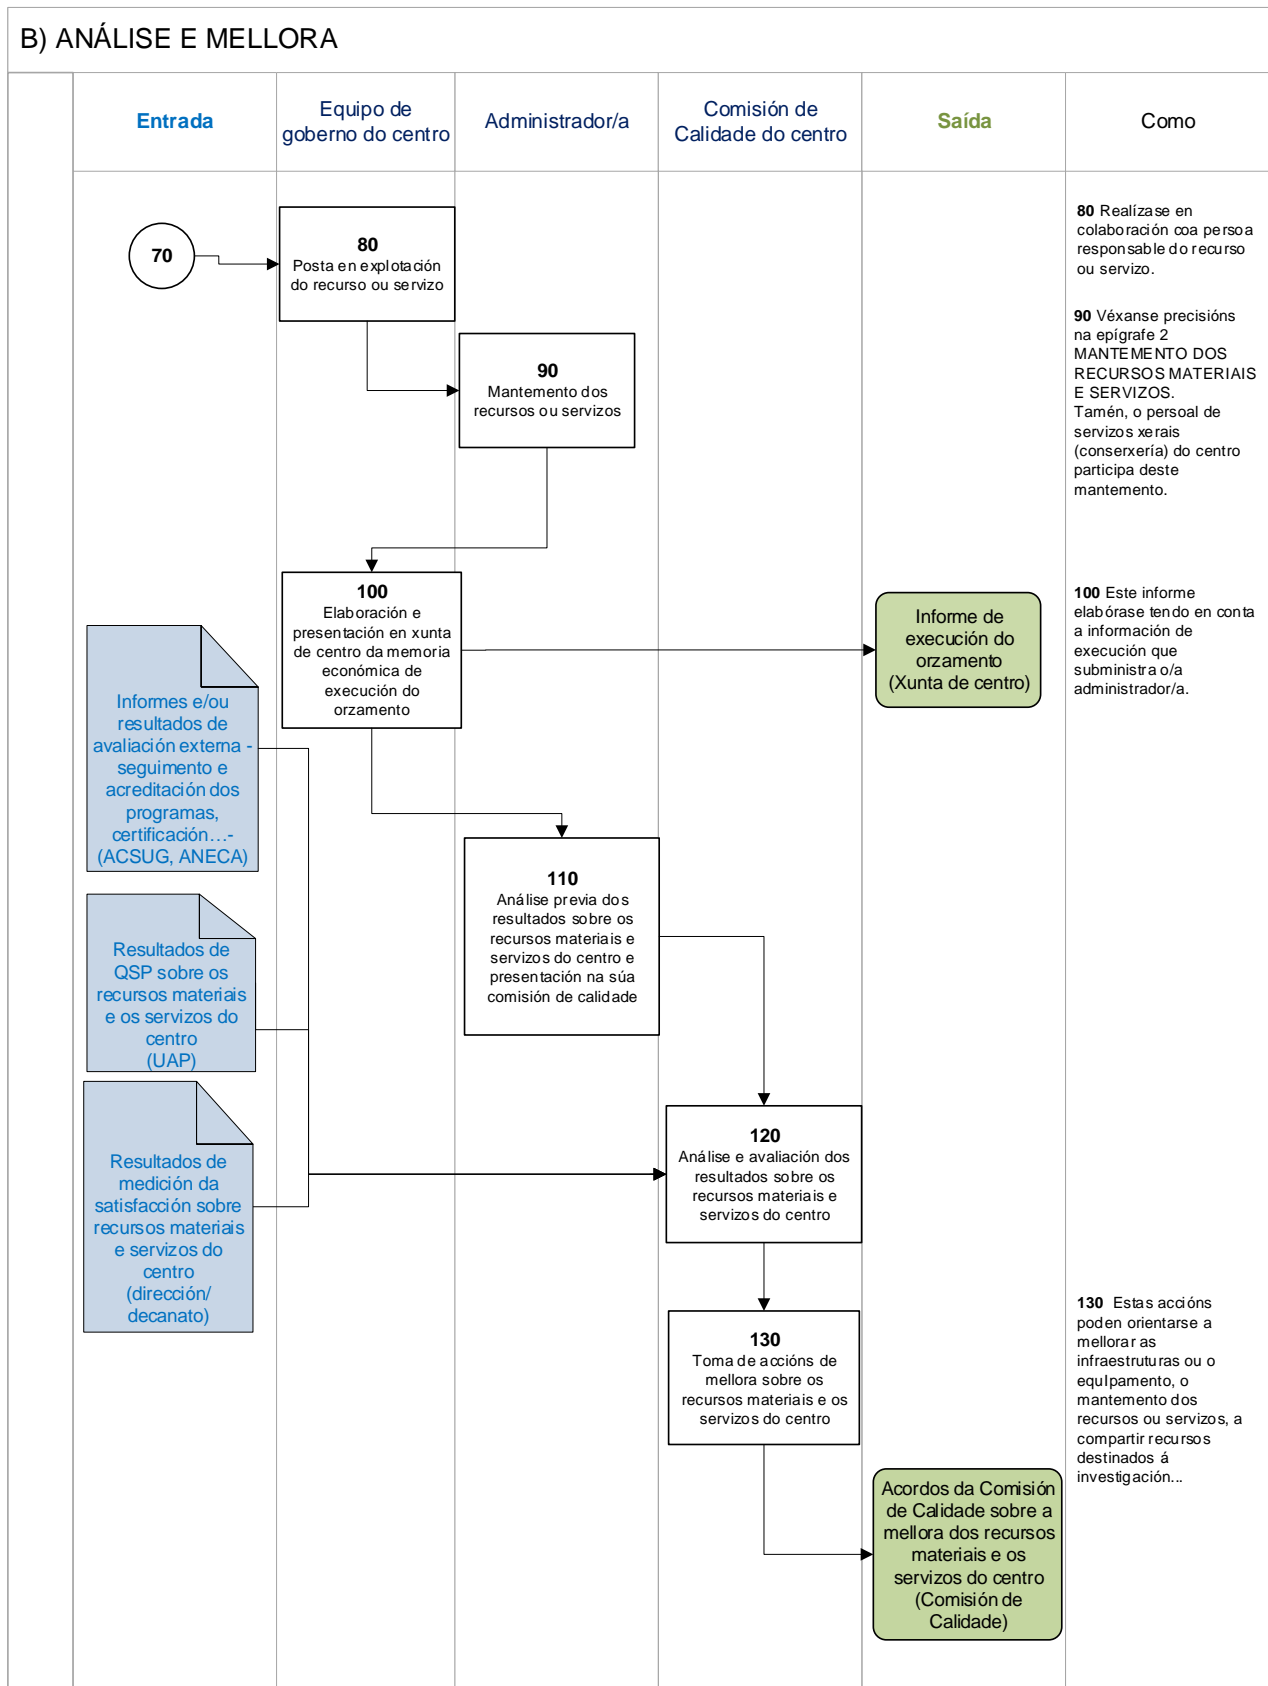 B) ANÁLISE E MELLORA
Entrada
Equipo de
goberno do centro
Administrador/a
Comisión de
Calidade do centro
Saída
Como
70
80
Posta en explotación
do recurso ou servizo
80 Realízase en
colaboración coa persoa
responsable do recurso
ou servizo.
90
Mantemento dos
recursos ou servizos
90 Véxanse precisións
na epígrafe 2
MANTEMENTO DOS
RECURSOS MATERIAIS
E SERVIZOS.
Tamén, o persoal de
servizos xerais
(conserxería) do centro
participa deste
mantemento.
100
Elaboración e
presentación en xunta
de centro da memoria
económica de
execución do
orzamento
Informe de
execución do
orzamento
(Xunta de centro)
100 Este informe
elabórase tendo en conta
a información de
execución que
subministra o/a
administrador/a.
Informes e/ou
resultados de
avaliación externa -
seguimento e
acreditación dos
programas,
certificación...-
(ACSUG, ANECA)
110
Análise previa dos
resultados sobre os
recursos materiais e
servizos do centro e
presentación na súa
comisión de calidade
Resultados de
QSP sobre os
recursos materiais
e os servizos do
centro
(UAP)
Resultados de
medición da
satisfacción sobre
recursos materiais
e servizos do
centro
(dirección/
decanato)
120
Análise e avaliación dos
resultados sobre os
recursos materiais e
servizos do centro
130
Toma de accións de
mellora sobre os
recursos materiais e os
servizos do centro
130 Estas accións
poden orientarse a
mellorar as
infraestruturas ou o
equIpamento, o
mantemento dos
recursos ou servizos, a
compartir recursos
destinados á
investigación...
Acordos da Comisión
de Calidade sobre a
mellora dos recursos
materiais e os
servizos do centro
(Comisión de
Calidade)